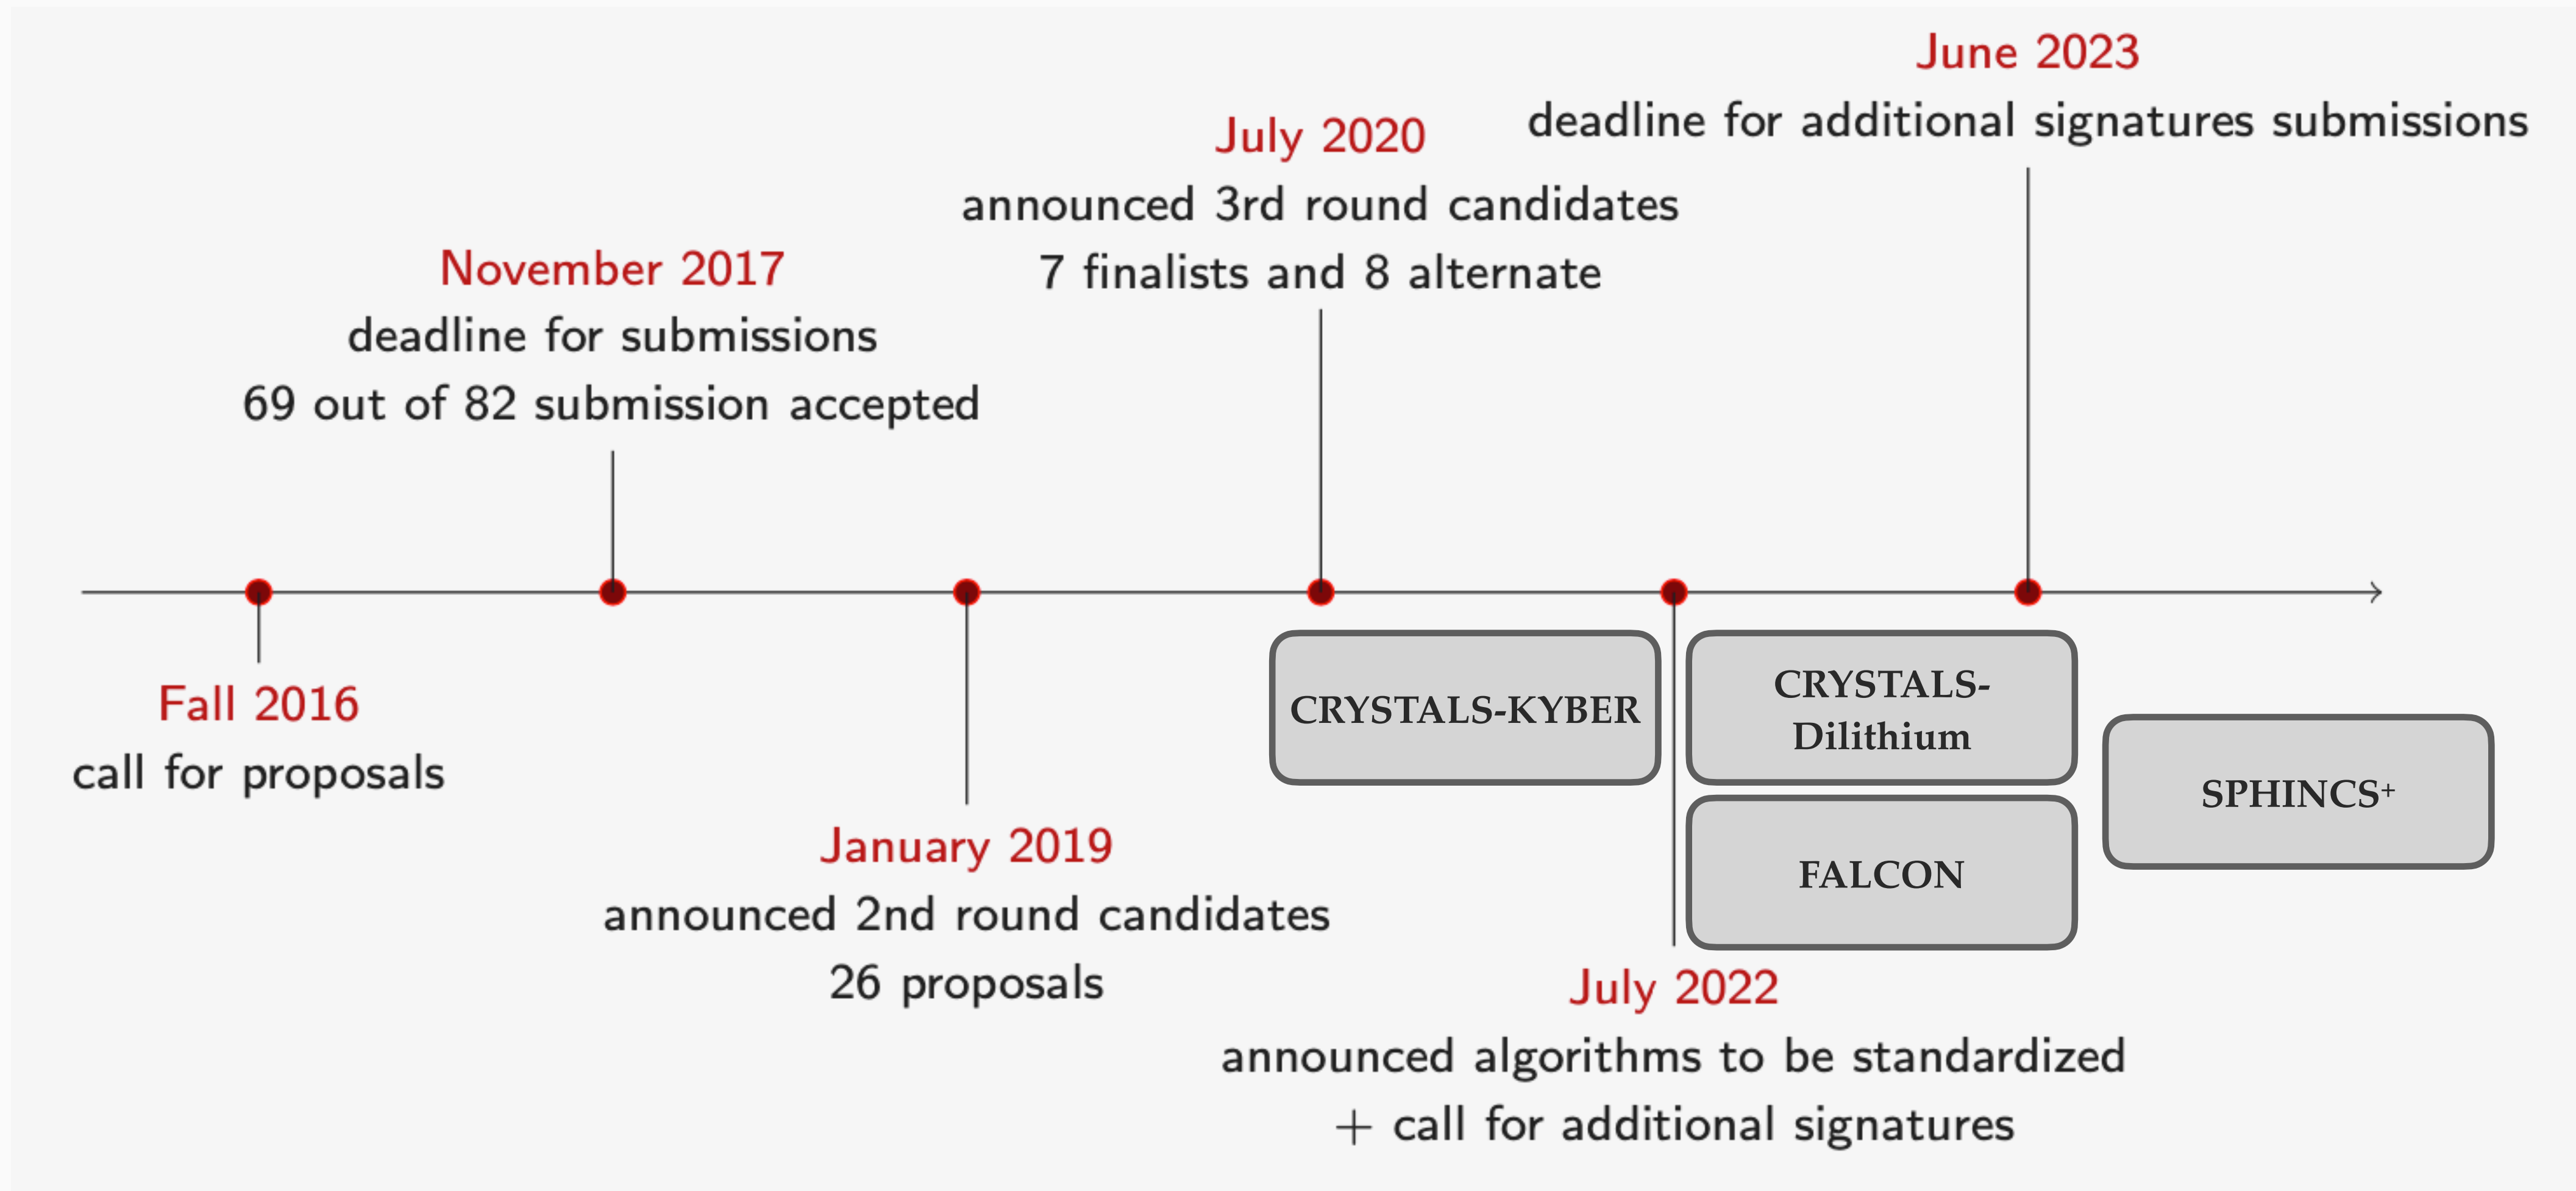 June 2023
deadline for additional signatures submissions
July 2020
announced 3rd round candidates
7 finalists and 8 alternate
November 2017
deadline for submissions
69 out of 82 submission accepted
Fall 2016
call for proposals
January 2019
announced 2nd round candidates
26 proposals
CRYSTALS-KYBER
CRYSTALS-
Dilithium
FALCON
SPHINCS⁺
July 2022
announced algorithms to be standardized
+ call for additional signatures